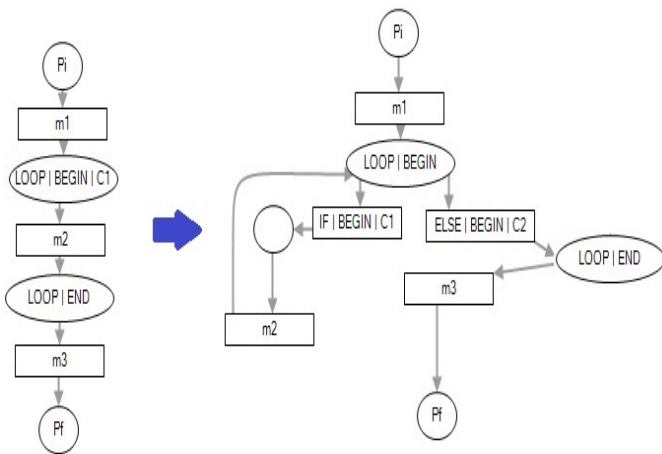 Pi
m1
LOOP | BEGIN | C1
m2
LOOP | END
m3
Pf
Pi
m1
LOOP | BEGIN
IF | BEGIN | C1
ELSE | BEGIN | C2
LOOP | END
m3
m2
Pf